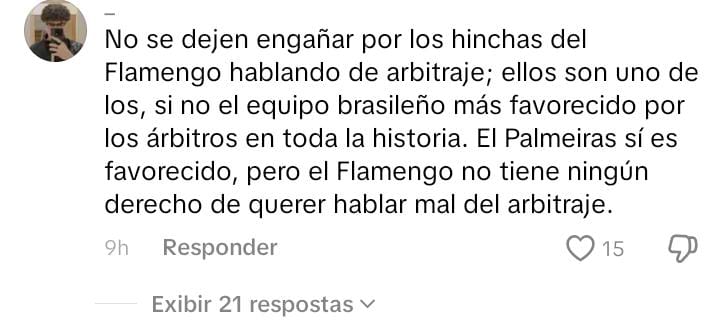 _
No se dejen engañar por los hinchas del
Flamengo hablando de arbitraje; ellos son uno de
los, si no el equipo brasileño más favorecido por
los árbitros en toda la historia. El Palmeiras sí es
favorecido, pero el Flamengo no tiene ningún
derecho de querer hablar mal del arbitraje.
9h Responder 15
Exibir 21 respostas